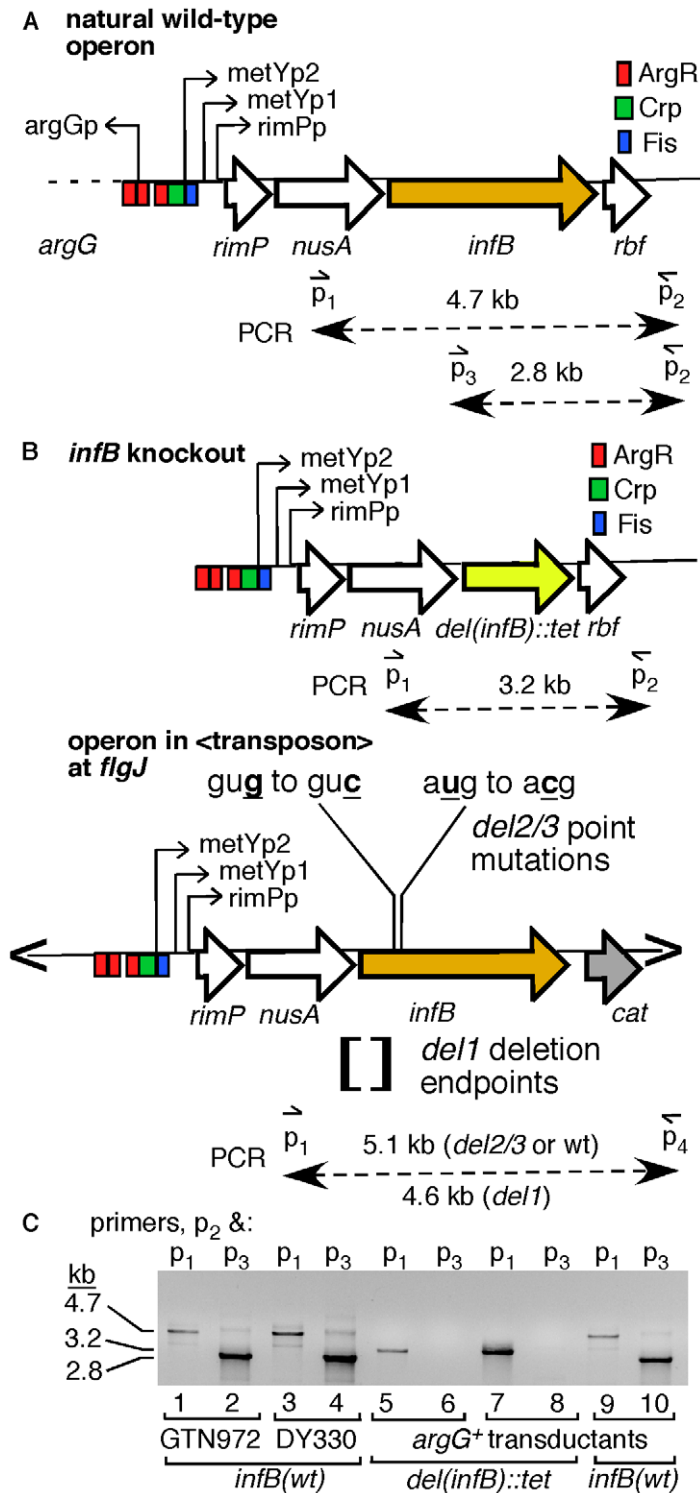 A natural wild-type operon
metYp2
metYp1
argGp
rimPp
ArgR
Crp
Fis
argG
rimP nusA infB rbf
p1 4.7 kb p2
PCR
p3 2.8 kb p2
B infB knockout
metYp2
metYp1
rimPp
ArgR
Crp
Fis
rimP nusA del(infB)::tet rbf
PCR p1 3.2 kb p2
operon in <transposon> at flgJ
gug to guc aug to acg
del2/3 point mutations
metYp2
metYp1
rimPp
< >
rimP nusA infB cat
[ ] del1 deletion endpoints
PCR p1 5.1 kb (del2/3 or wt) p4
4.6 kb (del1)
C primers, p2 &:
p1 p3 p1 p3 p1 p3 p1 p3 p1 p3
kb
4.7
3.2
2.8
1 2 3 4 5 6 7 8 9 10
GTN972 DY330 argG+ transductants
infB(wt) del(infB)::tet infB(wt)